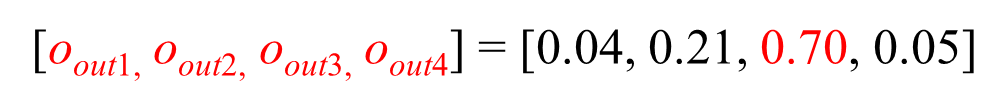 [o_out1, o_out2, o_out3, o_out4] = [0.04, 0.21, 0.70, 0.05]